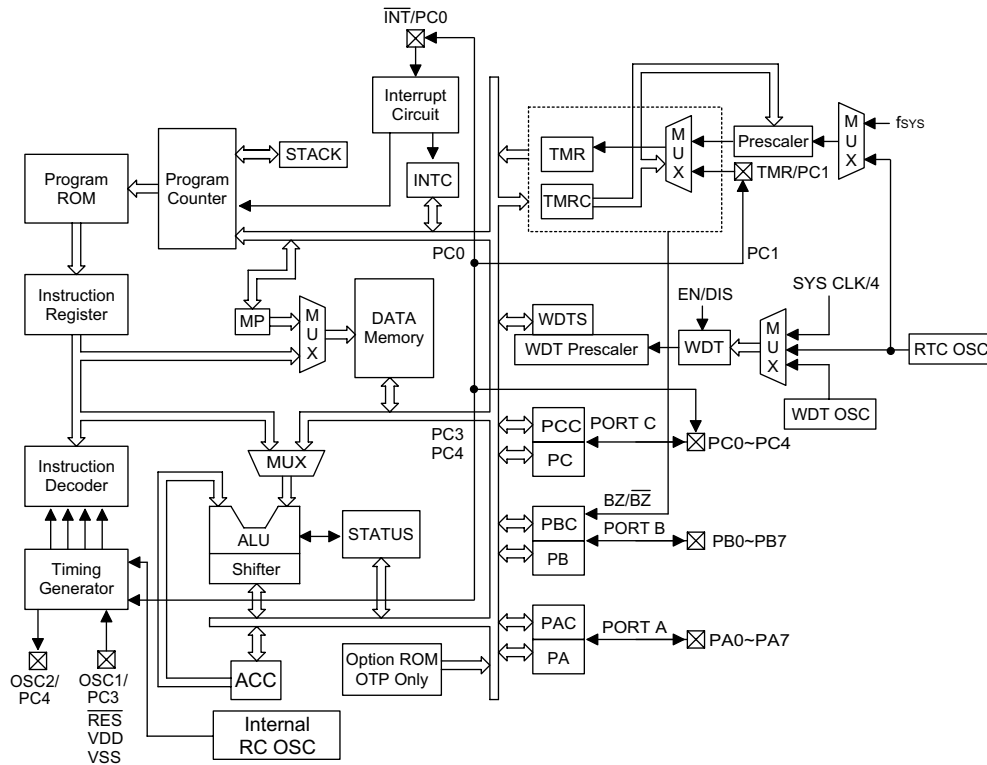 INT/PC0
Interrupt
Circuit
STACK
INTC
Program
ROM
Program
Counter
TMR
TMRC
M
U
X
Prescaler
M
U
X
fSYS
TMR/PC1
PC0
PC1
Instruction
Register
MP
M
U
X
DATA
Memory
WDTS
WDT Prescaler
EN/DIS
WDT
SYS CLK/4
M
U
X
RTC OSC
WDT OSC
PC3
PC4
PCC
PC
PORT C
PC0~PC4
MUX
Instruction
Decoder
ALU
Shifter
STATUS
BZ/BZ
PBC
PB
PORT B
PB0~PB7
Timing
Generator
PAC
PA
PORT A
PA0~PA7
Option ROM
OTP Only
ACC
OSC2/
PC4
OSC1/
PC3
RES
VDD
VSS
Internal
RC OSC